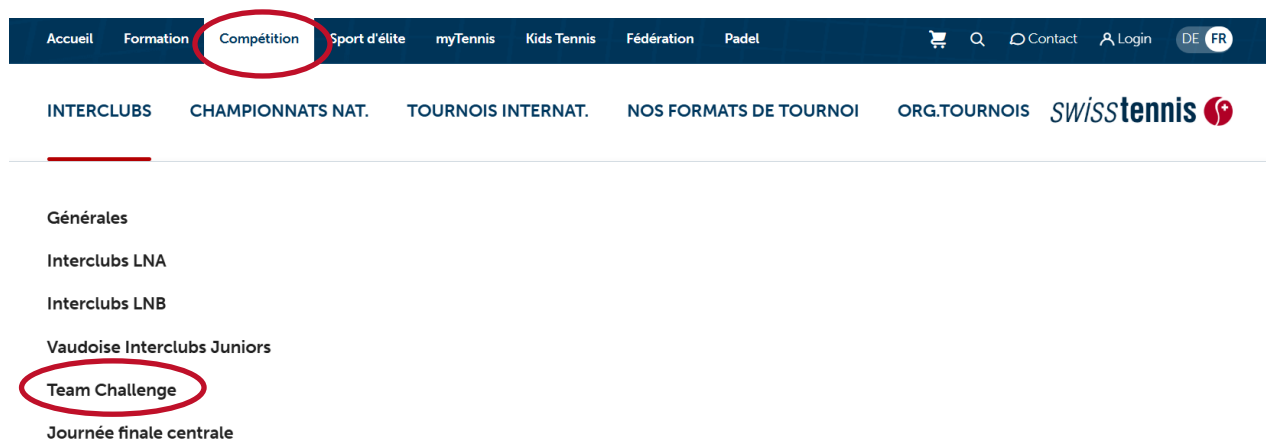 Accueil Formation Compétition Sport d'élite myTennis Kids Tennis Fédération Padel Contact Login DE FR
INTERCLUBS CHAMPIONNATS NAT. TOURNOIS INTERNAT. NOS FORMATS DE TOURNOI ORG.TOURNOIS swisstennis
Générales
Interclubs LNA
Interclubs LNB
Vaudoise Interclubs Juniors
Team Challenge
Journée finale centrale